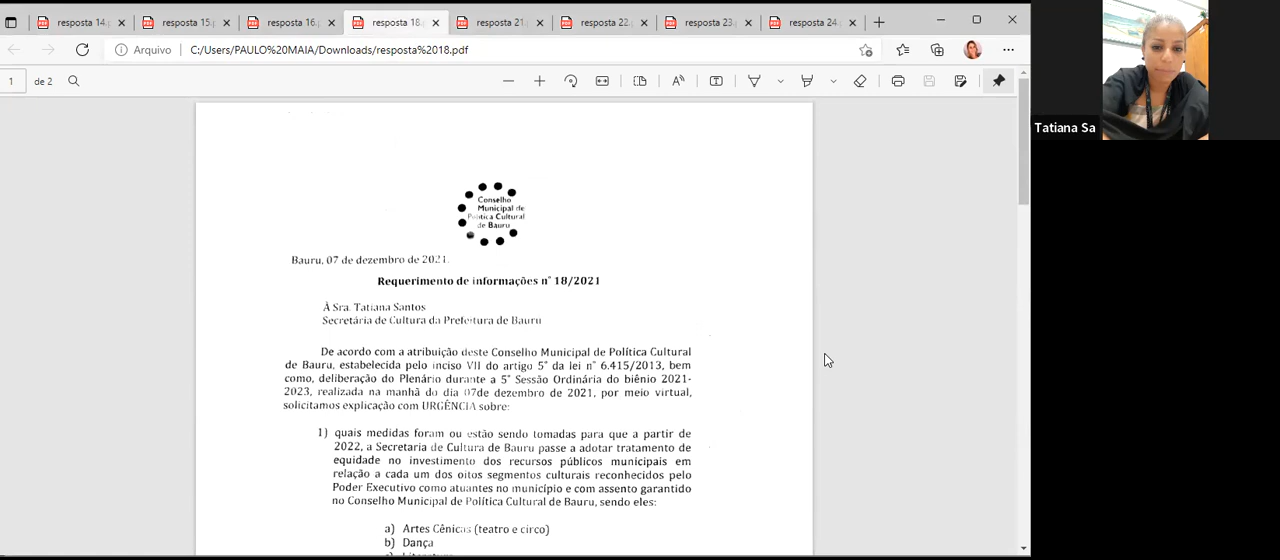 resposta 14.
resposta 15.
resposta 16.
resposta 18.
resposta 21.
resposta 22.
resposta 23.
resposta 24.
Arquivo
C:/Users/PAULO%20MAIA/Downloads/resposta%2018.pdf
1 de 2
Tatiana Sa
Conselho
Municipal de
Política Cultural
de Bauru
Bauru, 07 de dezembro de 2021.
Requerimento de informações n° 18/2021
À Sra. Tatiana Santos
Secretária de Cultura da Prefeitura de Bauru
De acordo com a atribuição deste Conselho Municipal de Política Cultural
de Bauru, estabelecida pelo inciso VII do artigo 5° da lei n° 6.415/2013, bem
como, deliberação do Plenário durante a 5° Sessão Ordinária do biênio 2021-
2023, realizada na manhã do dia 07de dezembro de 2021, por meio virtual,
solicitamos explicação com URGÊNCIA sobre:
1) quais medidas foram ou estão sendo tomadas para que a partir de
2022, a Secretaria de Cultura de Bauru passe a adotar tratamento de
equidade no investimento dos recursos públicos municipais em
relação a cada um dos oitos segmentos culturais reconhecidos pelo
Poder Executivo como atuantes no município e com assento garantido
no Conselho Municipal de Política Cultural de Bauru, sendo eles:
a) Artes Cênicas (teatro e circo)
b) Dança